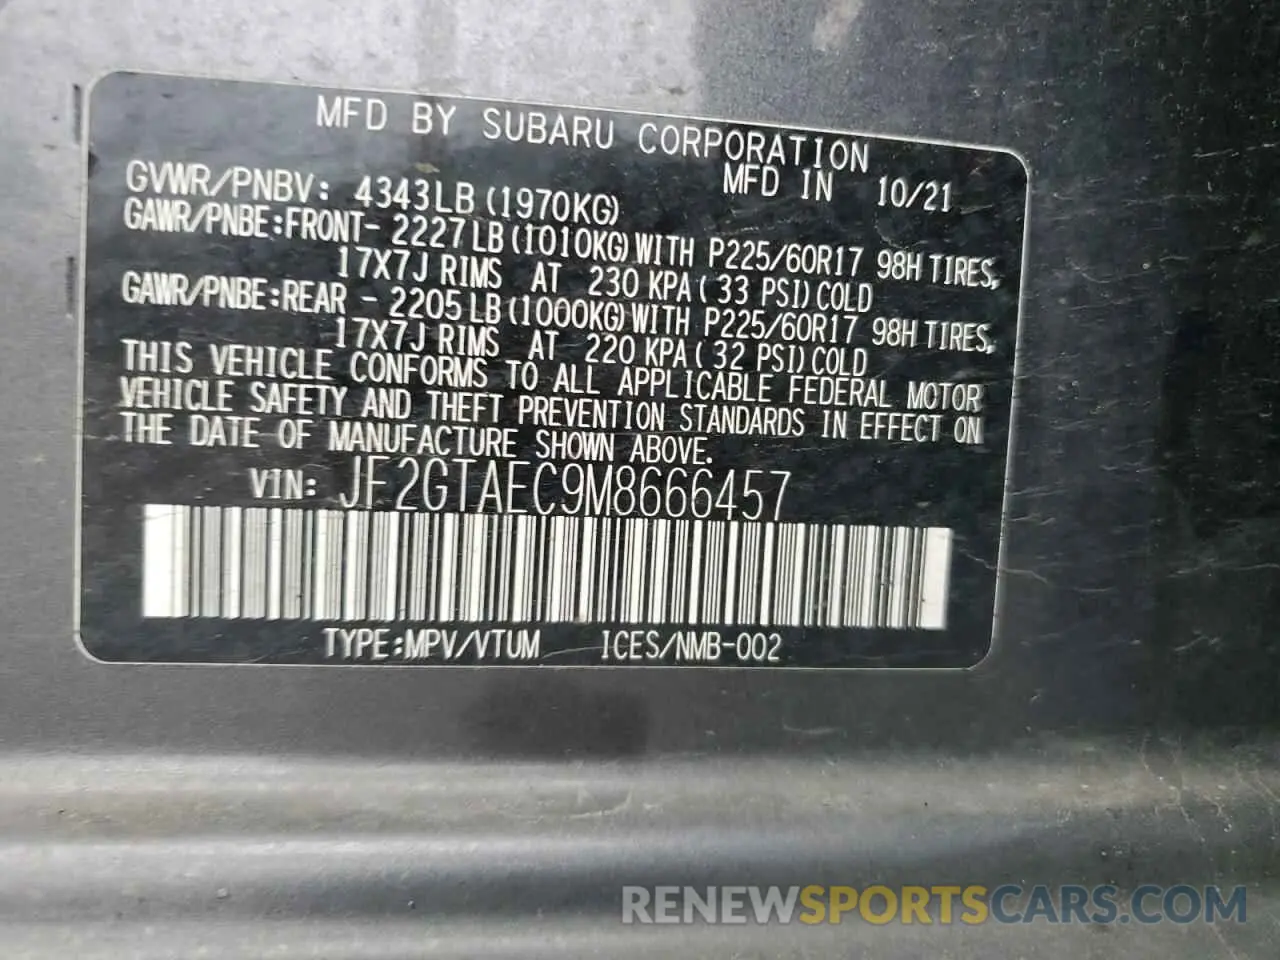 MFD BY SUBARU CORPORATION
MFD IN 10/21
GVWR/PNBV: 4343LB (1970KG)
GAWR/PNBE:FRONT- 2227 LB (1010KG) WITH P225/60R17 98H TIRES,
17X7J RIMS AT 230 KPA ( 33 PSI) COLD
GAWR/PNBE:REAR - 2205 LB (1000KG) WITH P225/60R17 98H TIRES,
17X7J RIMS AT 220 KPA ( 32 PSI) COLD
THIS VEHICLE CONFORMS TO ALL APPLICABLE FEDERAL MOTOR
VEHICLE SAFETY AND THEFT PREVENTION STANDARDS IN EFFECT ON
THE DATE OF MANUFACTURE SHOWN ABOVE.
VIN: JF2GTAEC9M8666457
TYPE:MPV/VTUM ICES/NMB-002
RENEWSPORTSCARS.COM